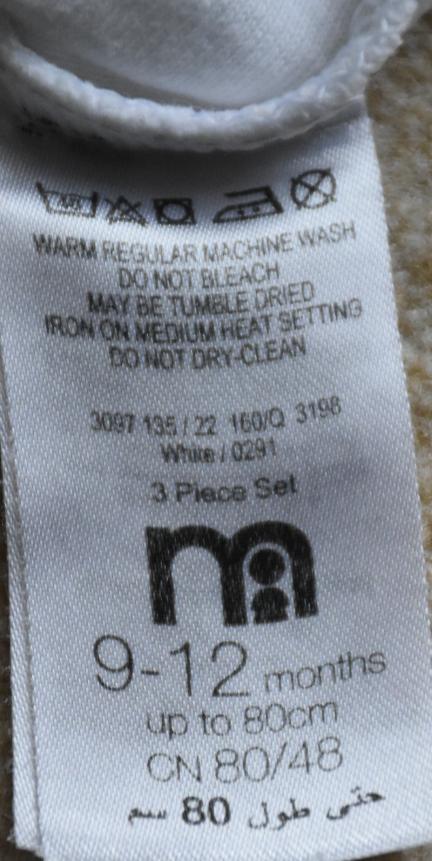 WARM REGULAR MACHINE WASH
DO NOT BLEACH
MAY BE TUMBLE DRIED
IRON ON MEDIUM HEAT SETTING
DO NOT DRY-CLEAN
3097 135 / 22 160/Q 3198
White / 0291
3 Piece Set
m
9-12 months
up to 80cm
CN 80/48
حتى طول 80 سم